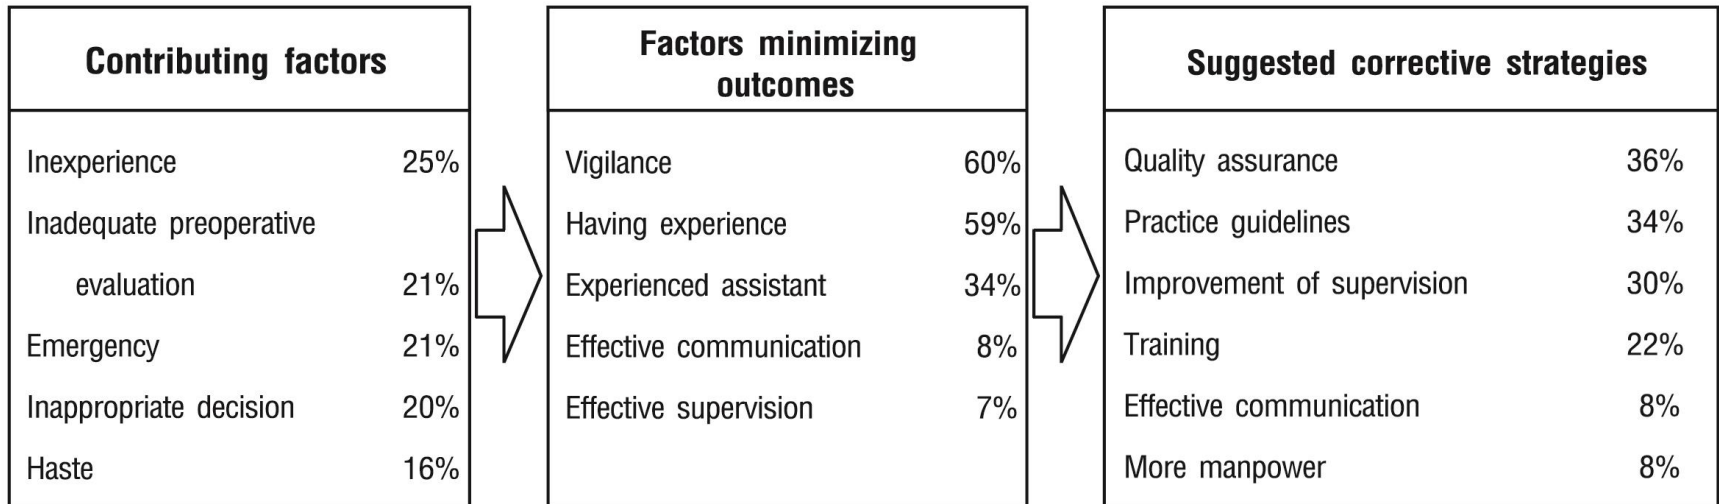 Contributing factors
Inexperience 25%
Inadequate preoperative
evaluation 21%
Emergency 21%
Inappropriate decision 20%
Haste 16%
Factors minimizing
outcomes
Vigilance 60%
Having experience 59%
Experienced assistant 34%
Effective communication 8%
Effective supervision 7%
Suggested corrective strategies
Quality assurance 36%
Practice guidelines 34%
Improvement of supervision 30%
Training 22%
Effective communication 8%
More manpower 8%